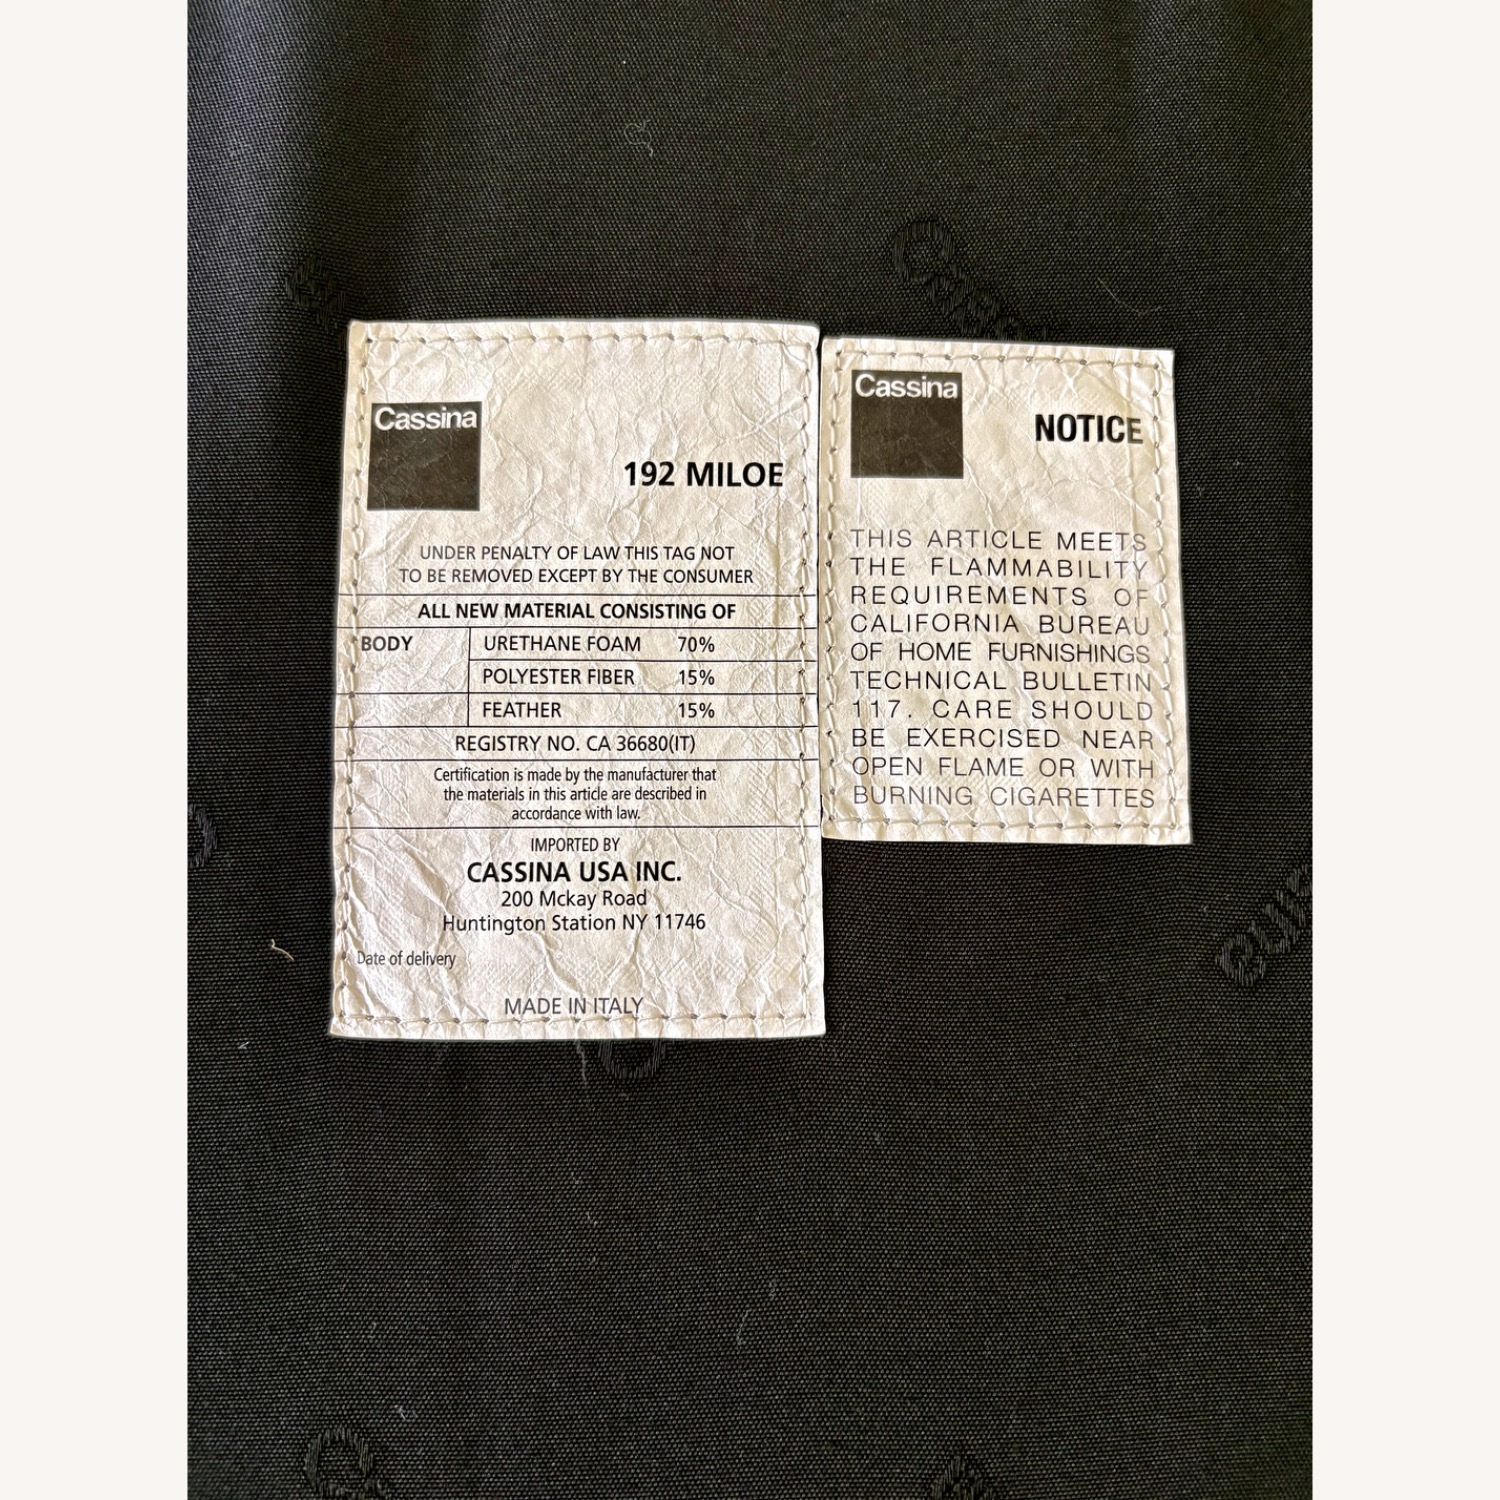 Cassina
192 MILOE
UNDER PENALTY OF LAW THIS TAG NOT
TO BE REMOVED EXCEPT BY THE CONSUMER
ALL NEW MATERIAL CONSISTING OF
BODY URETHANE FOAM 70%
POLYESTER FIBER 15%
FEATHER 15%
REGISTRY NO. CA 36680(IT)
Certification is made by the manufacturer that
the materials in this article are described in
accordance with law.
IMPORTED BY
CASSINA USA INC.
200 Mckay Road
Huntington Station NY 11746
Date of delivery
MADE IN ITALY
Cassina
NOTICE
THIS ARTICLE MEETS
THE FLAMMABILITY
REQUIREMENTS OF
CALIFORNIA BUREAU
OF HOME FURNISHINGS
TECHNICAL BULLETIN
117. CARE SHOULD
BE EXERCISED NEAR
OPEN FLAME OR WITH
BURNING CIGARETTES